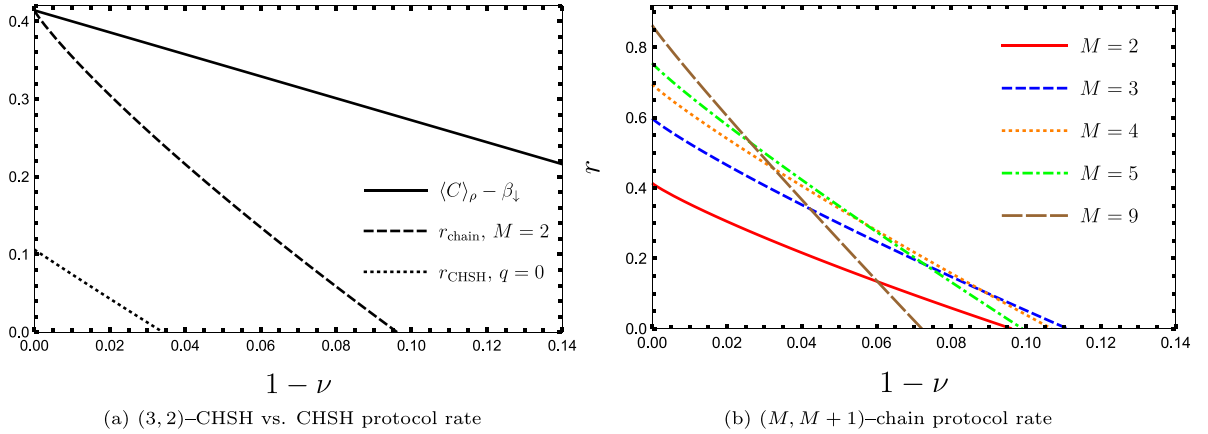 0.4
0.3
0.2
0.1
0.0
0.00 0.02 0.04 0.06 0.08 0.10 0.12 0.14
⟨C⟩ρ − β↓
rchain, M = 2
rCHSH, q = 0
1 − ν
(a) (3, 2)–CHSH vs. CHSH protocol rate
r
0.8
0.6
0.4
0.2
0.0
0.00 0.02 0.04 0.06 0.08 0.10 0.12 0.14
M = 2
M = 3
M = 4
M = 5
M = 9
1 − ν
(b) (M, M + 1)–chain protocol rate